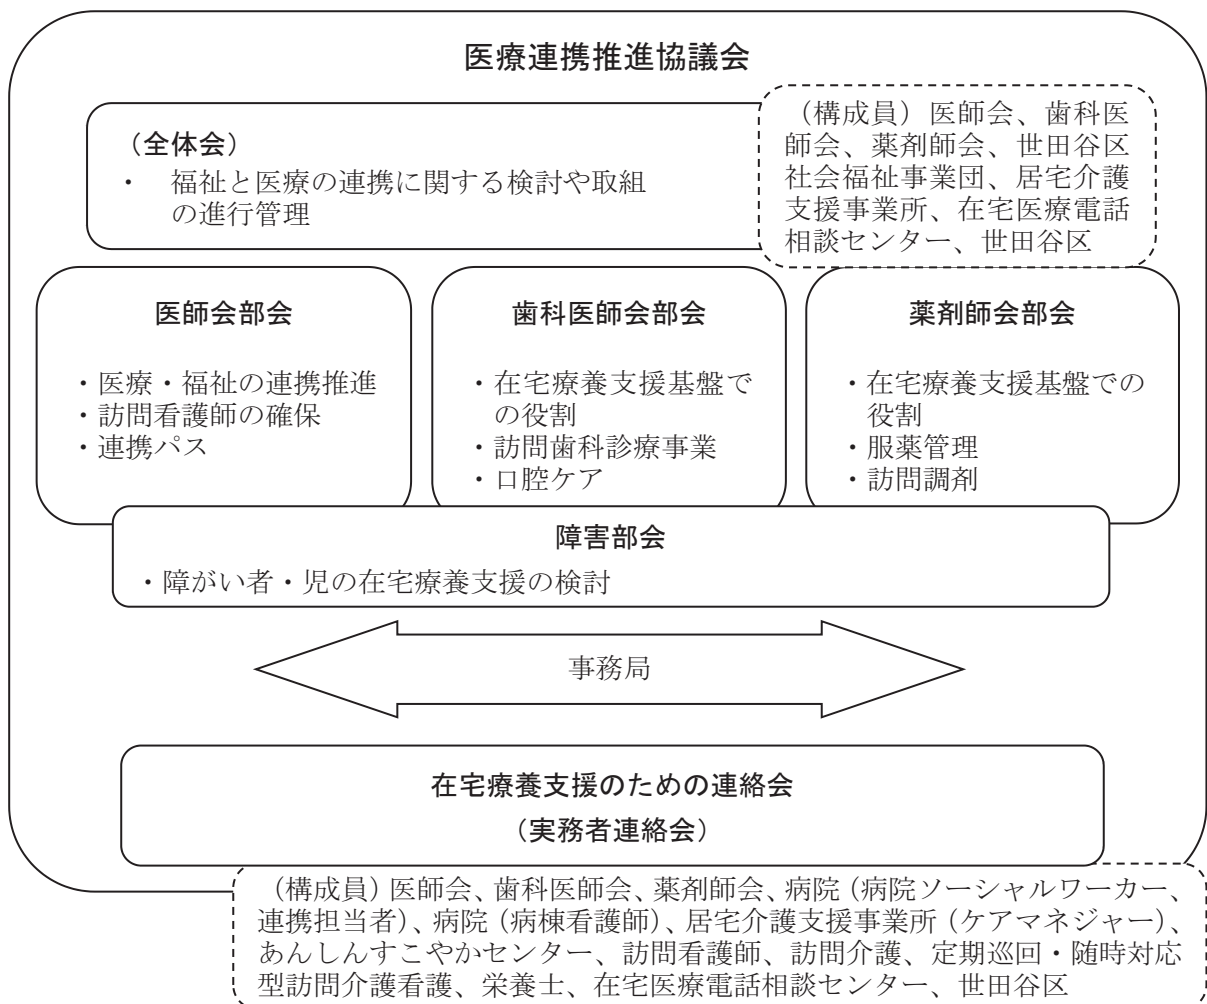 医療連携推進協議会
（全体会）
・　福祉と医療の連携に関する検討や取組
の進行管理
（構成員）医師会、歯科医
師会、薬剤師会、世田谷区
社会福祉事業団、居宅介護
支援事業所、在宅医療電話
相談センター、世田谷区
医師会部会
・医療・福祉の連携推進
・訪問看護師の確保
・連携パス
歯科医師会部会
・在宅療養支援基盤で
の役割
・訪問歯科診療事業
・口腔ケア
薬剤師会部会
・在宅療養支援基盤での
役割
・服薬管理
・訪問調剤
障害部会
・障がい者・児の在宅療養支援の検討
事務局
在宅療養支援のための連絡会
（実務者連絡会）
（構成員）医師会、歯科医師会、薬剤師会、病院（病院ソーシャルワーカー、
連携担当者）、病院（病棟看護師）、居宅介護支援事業所（ケアマネジャー）、
あんしんすこやかセンター、訪問看護師、訪問介護、定期巡回・随時対応
型訪問介護看護、栄養士、在宅医療電話相談センター、世田谷区